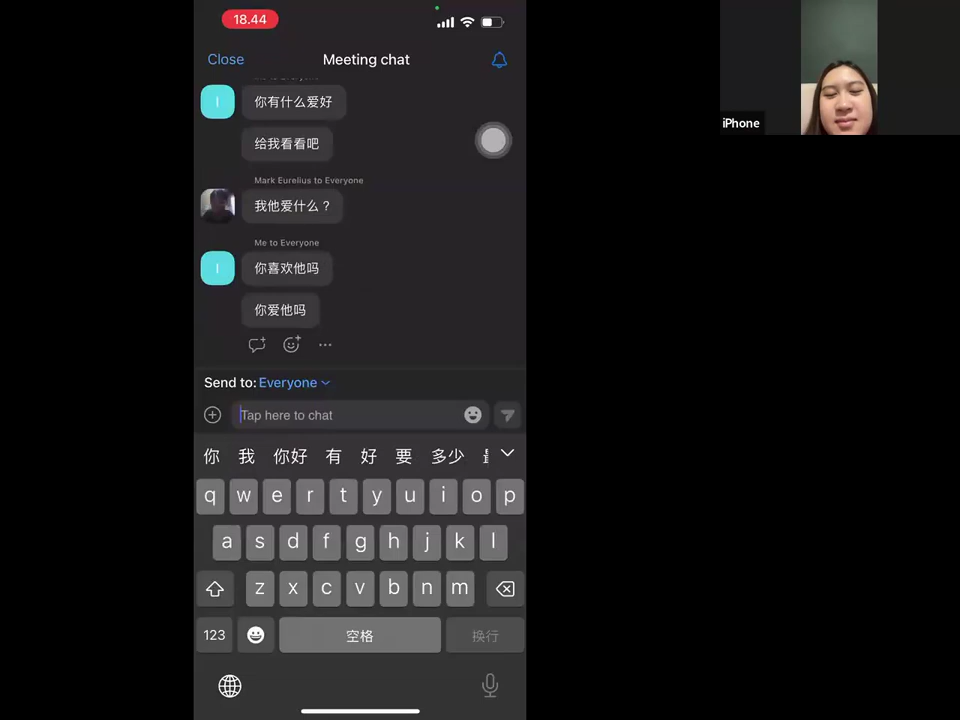 18.44
Close
Meeting chat
I
你有什么爱好
给我看看吧
Mark Eurelius to Everyone
我他爱什么？
Me to Everyone
I
你喜欢他吗
你爱他吗
Send to: Everyone
Tap here to chat
你 我 你好 有 好 要 多少
q w e r t y u i o p
a s d f g h j k l
z x c v b n m
123 空格 换行
iPhone